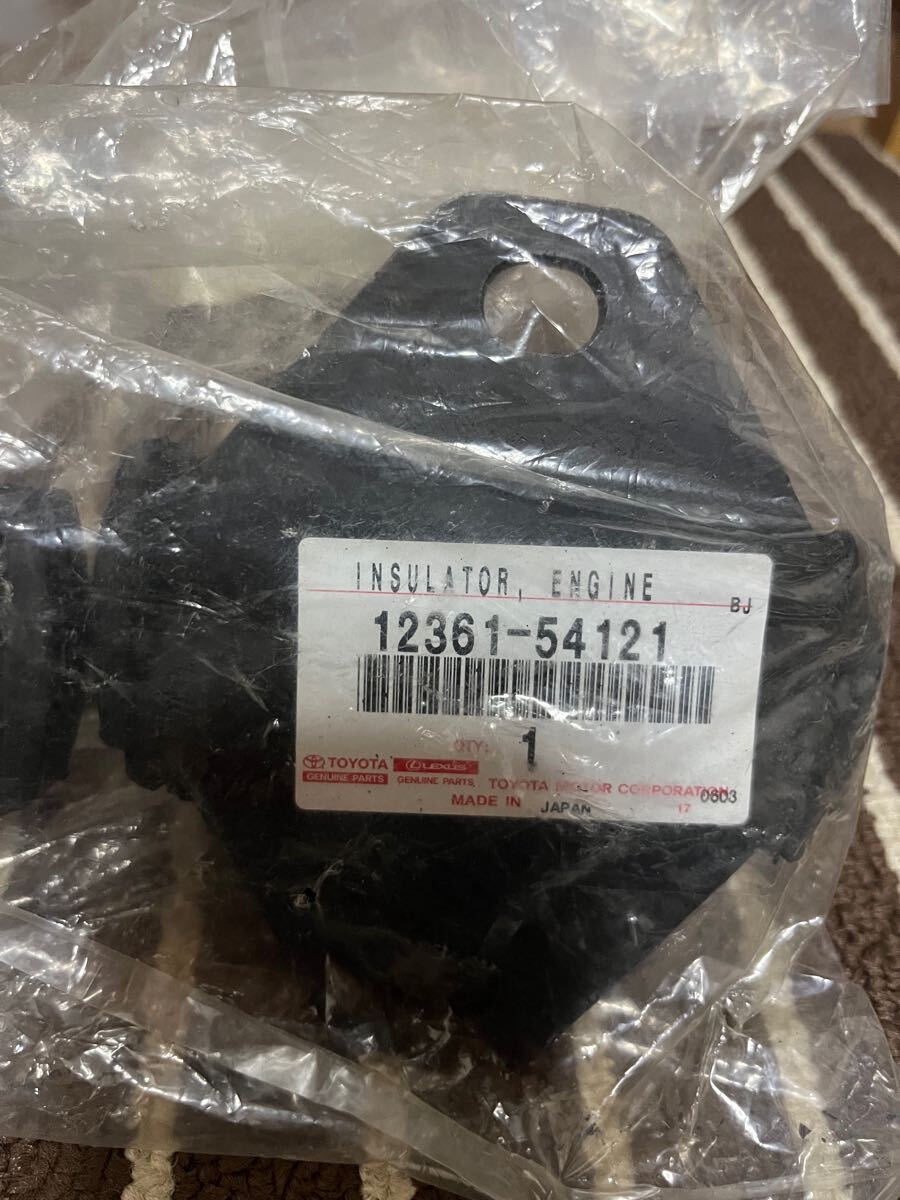 INSULATOR, ENGINE
BJ
12361-54121
QTY: 1
TOYOTA LEXUS
GENUINE PARTS GENUINE PARTS TOYOTA MOTOR CORPORATION
MADE IN JAPAN 17 0603